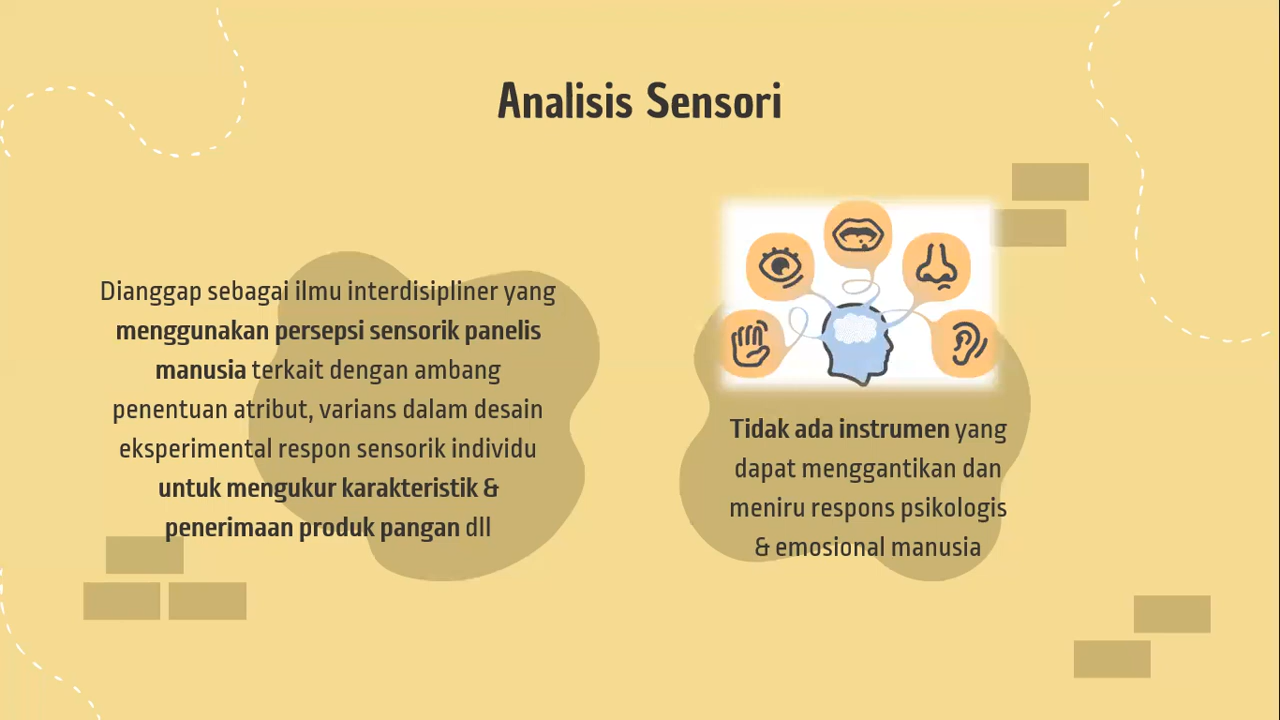 Analisis Sensori
Dianggap sebagai ilmu interdisipliner yang
menggunakan persepsi sensorik panelis
manusia terkait dengan ambang
penentuan atribut, varians dalam desain
eksperimental respon sensorik individu
untuk mengukur karakteristik &
penerimaan produk pangan dll
Tidak ada instrumen yang
dapat menggantikan dan
meniru respons psikologis
& emosional manusia